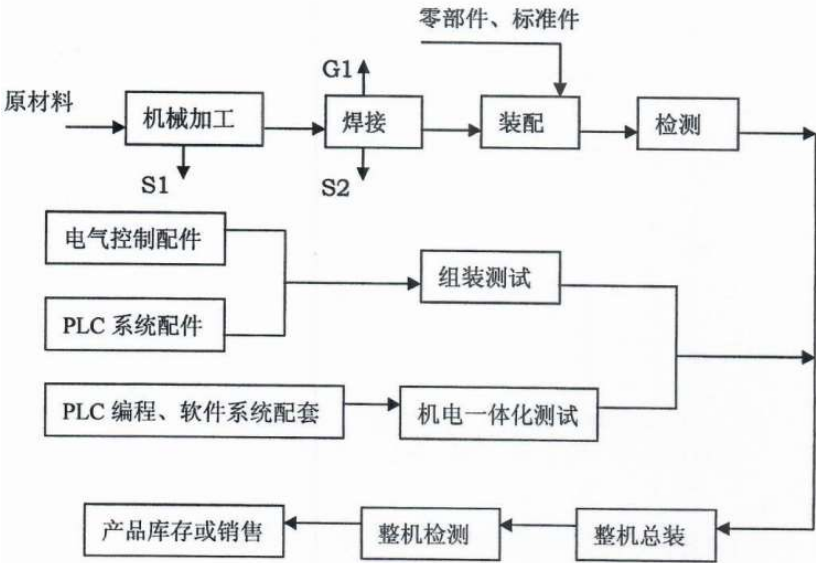 零部件、标准件
G1
原材料
机械加工
焊接
装配
检测
S1
S2
电气控制配件
组装测试
PLC 系统配件
PLC 编程、软件系统配套
机电一体化测试
产品库存或销售
整机检测
整机总装